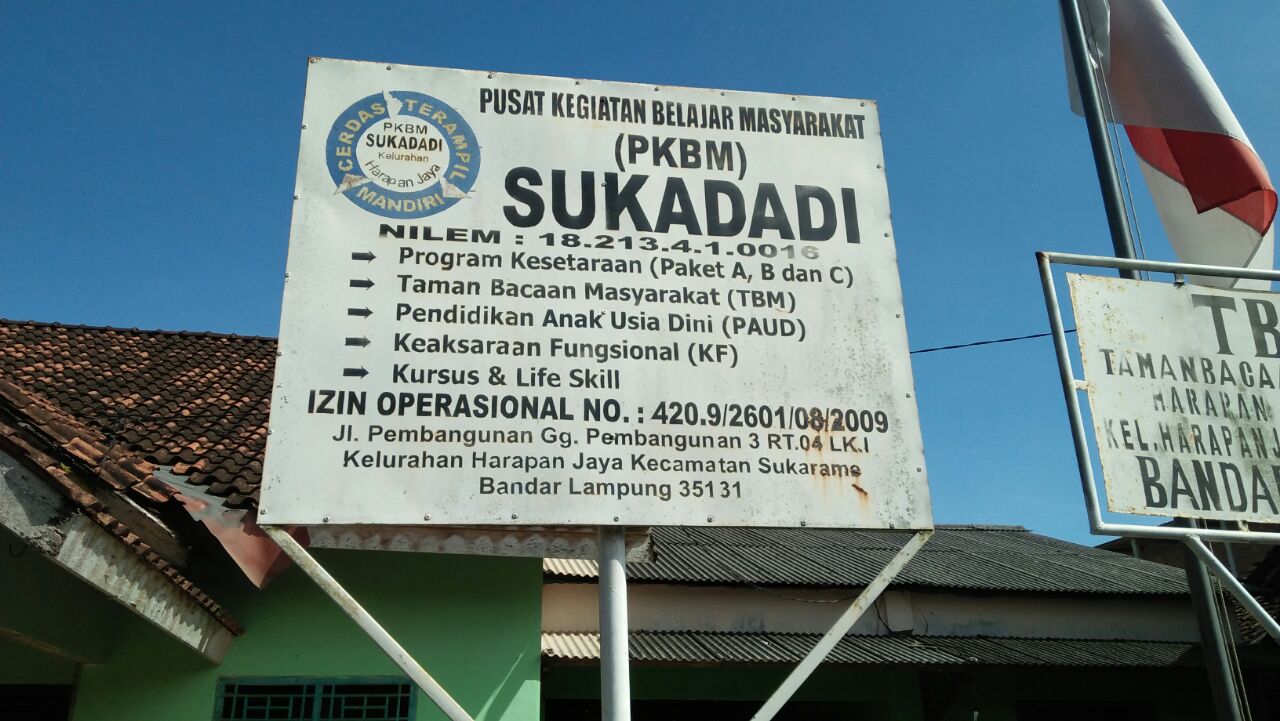 CERDAS TERAMPIL
MANDIRI
PKBM
SUKADADI
Kelurahan
Harapan Jaya
PUSAT KEGIATAN BELAJAR MASYARAKAT
(PKBM)
SUKADADI
NILEM : 18.213.4.1.0016
Program Kesetaraan (Paket A, B dan C)
Taman Bacaan Masyarakat (TBM)
Pendidikan Anak Usia Dini (PAUD)
Keaksaraan Fungsional (KF)
Kursus & Life Skill
IZIN OPERASIONAL NO. : 420.9/2601/08/2009
Jl. Pembangunan Gg. Pembangunan 3 RT.04 LK.I
Kelurahan Harapan Jaya Kecamatan Sukarame
Bandar Lampung 35131
TB
TAMANBACA
HARAPAN
KEL.HARAPANJ
BANDA